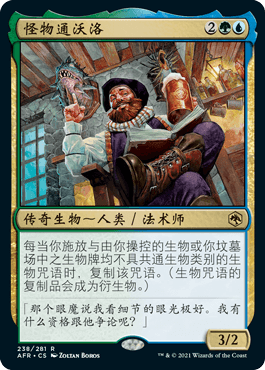 怪物通沃洛 2
传奇生物～人类／法术师
每当你施放与由你操控的生物或你坟墓
场中之生物牌均不具共通生物类别的生
物咒语时，复制该咒语。（生物咒语的
复制品会成为衍生物。）
「那个眼魔说我看细节的眼光极好。我有
什么资格跟他争论呢？」
3/2
238/281 R
AFR • CS ZOLTAN BOROS
™ & © 2021 Wizards of the Coast